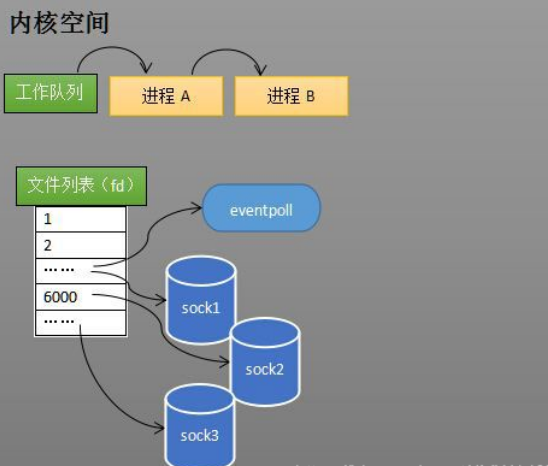 内核空间
工作队列
进程 A
进程 B
文件列表（fd）
1
2
……
……
6000
……
eventpoll
sock1
sock2
sock3